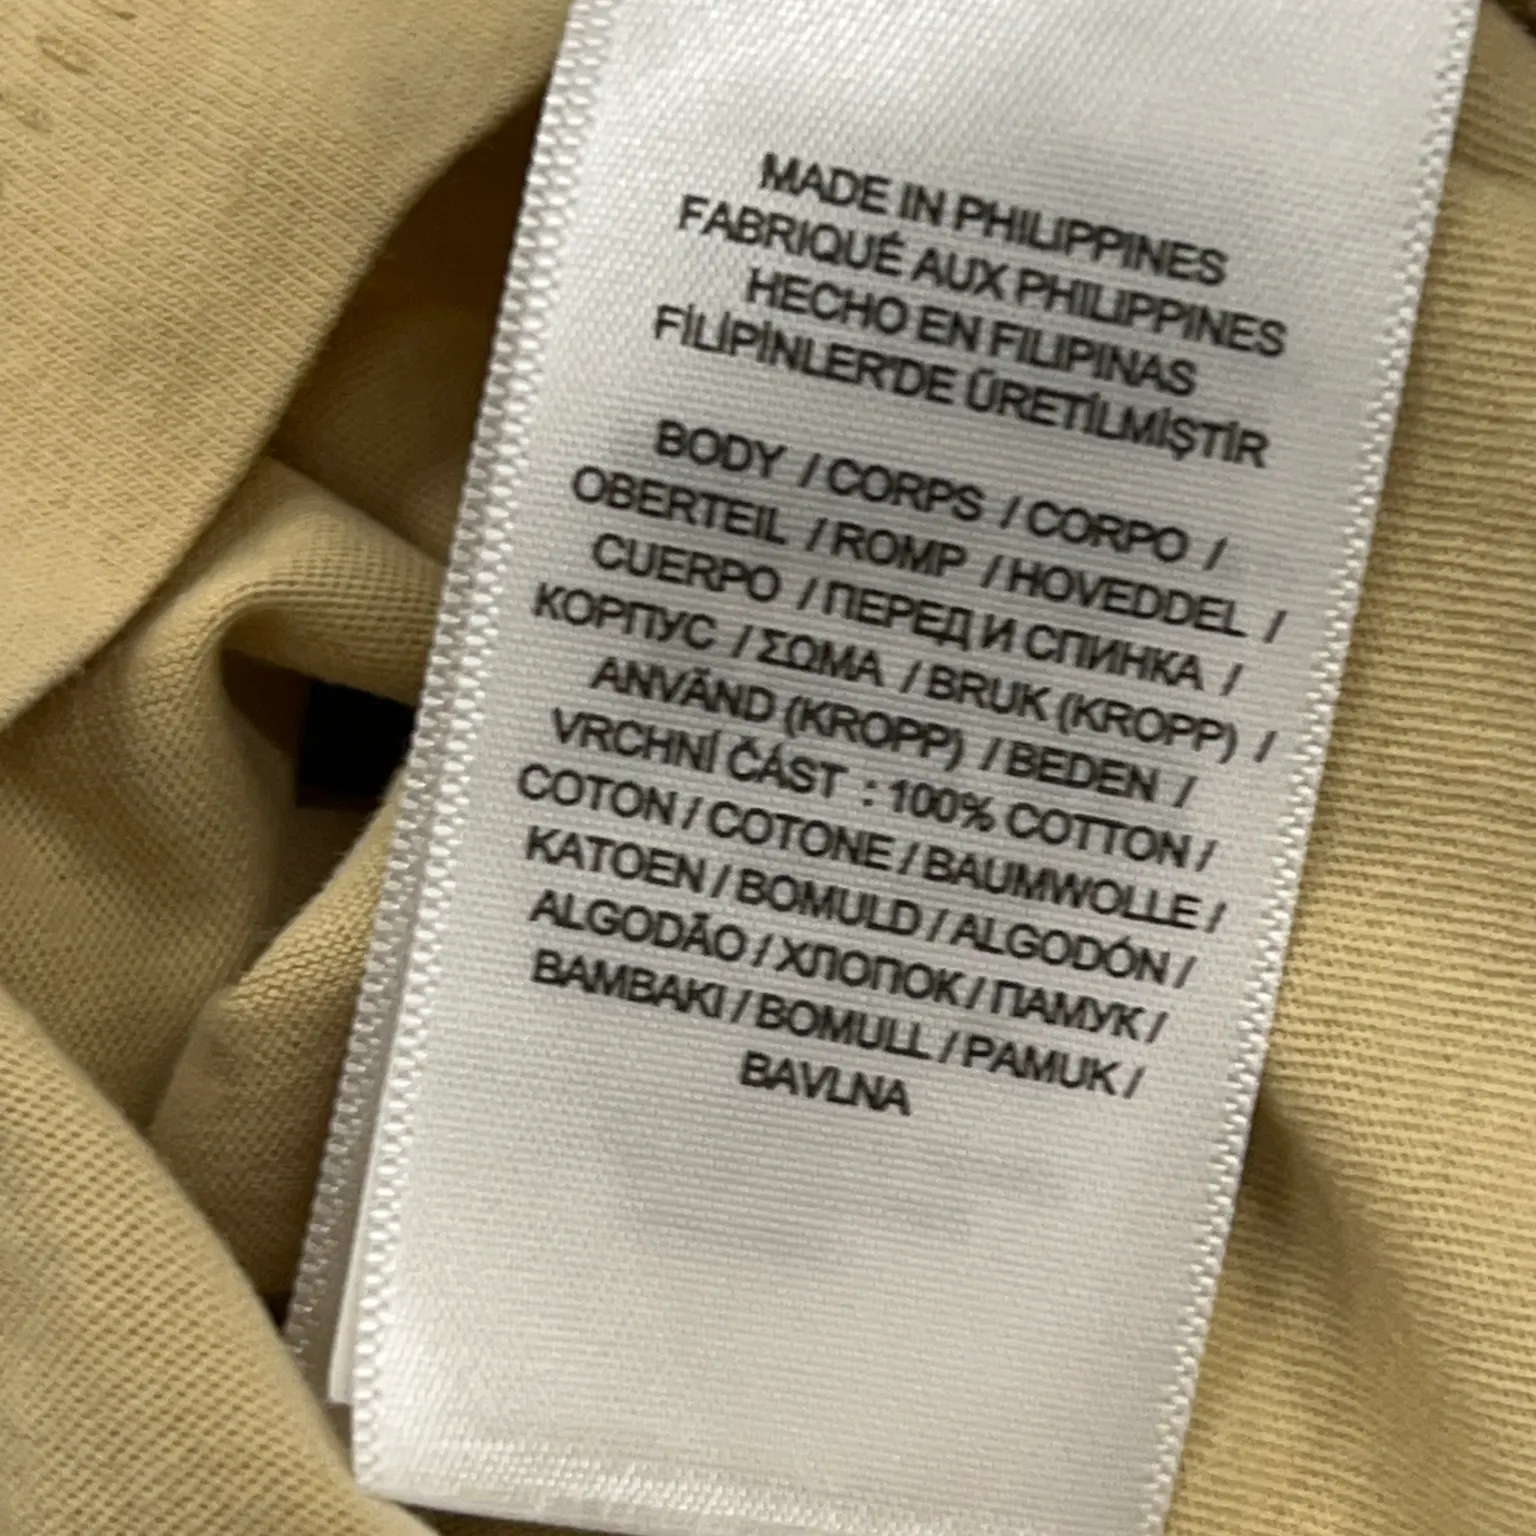 MADE IN PHILIPPINES
FABRIQUÉ AUX PHILIPPINES
HECHO EN FILIPINAS
FİLİPİNLER'DE ÜRETİLMİŞTİR
BODY / CORPS / CORPO /
OBERTEIL / ROMP / HOVEDDEL /
CUERPO / ПЕРЕД И СПИНКА /
КОРПУС / ΣΩΜΑ / BRUK (KROPP) /
ANVÄND (KROPP) / BEDEN /
VRCHNÍ ČÁST : 100% COTTON /
COTON / COTONE / BAUMWOLLE /
KATOEN / BOMULD / ALGODÓN /
ALGODÃO / ХЛОПОК / ПАМУК /
BAMBAKI / BOMULL / PAMUK /
BAVLNA